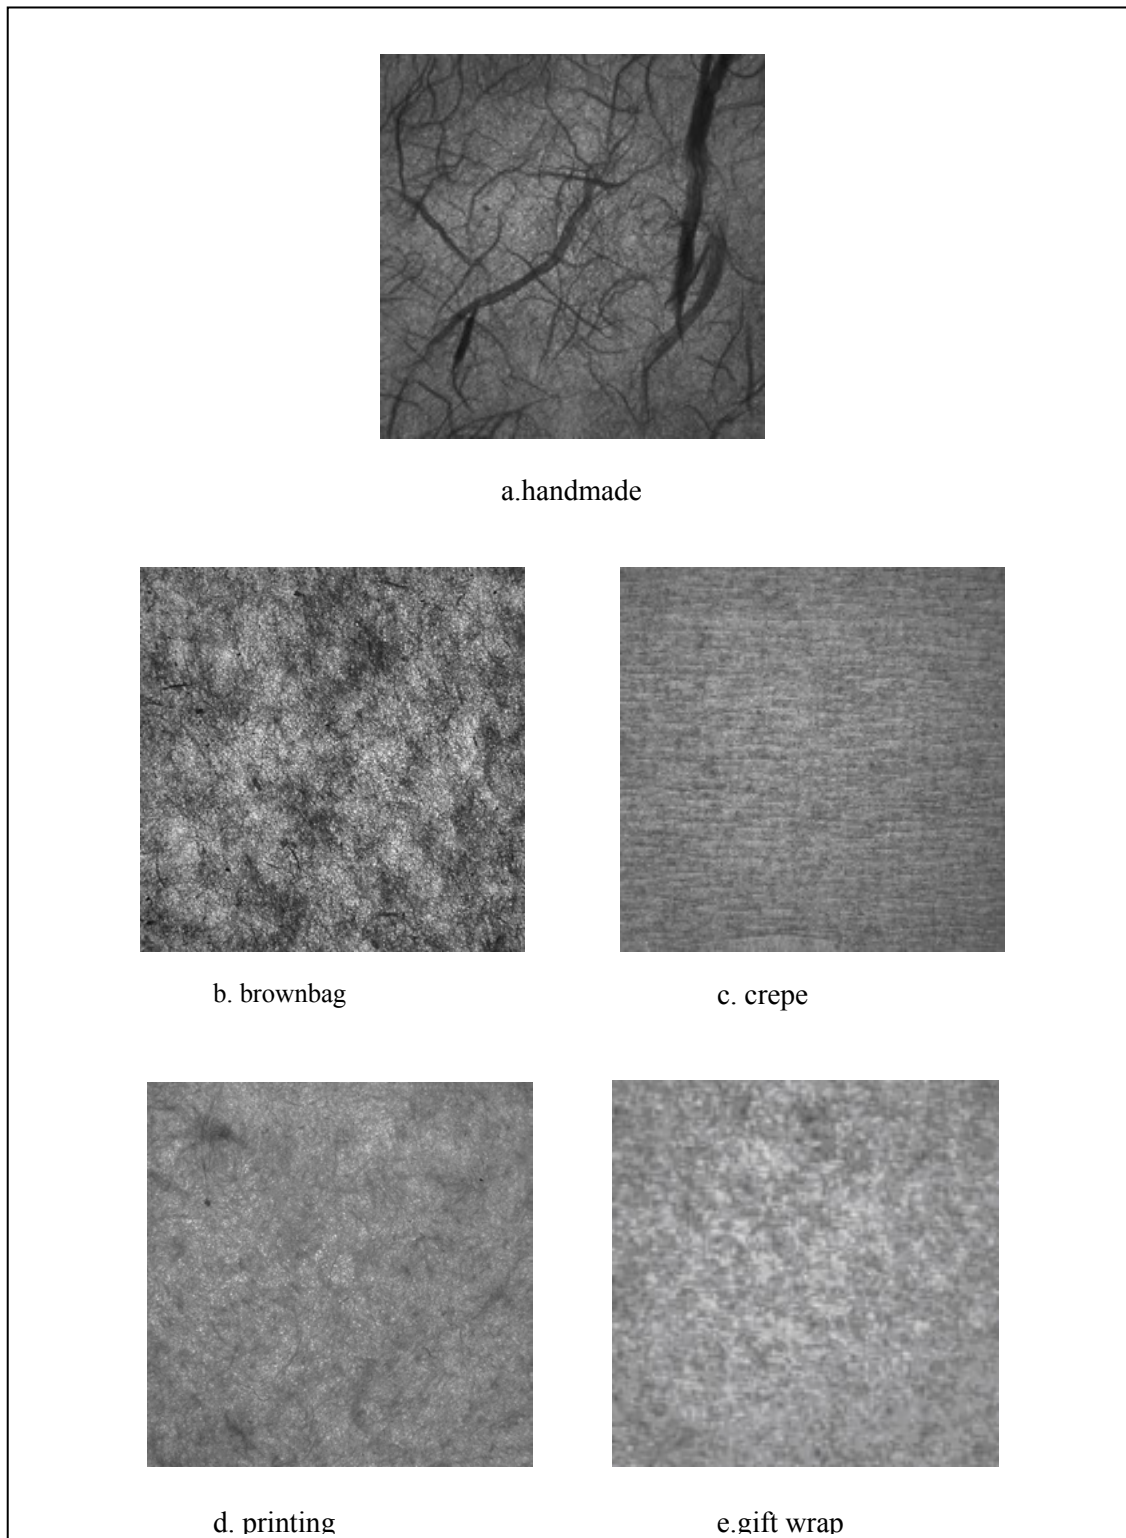 a.handmade
b. brownbag
c. crepe
d. printing
e.gift wrap